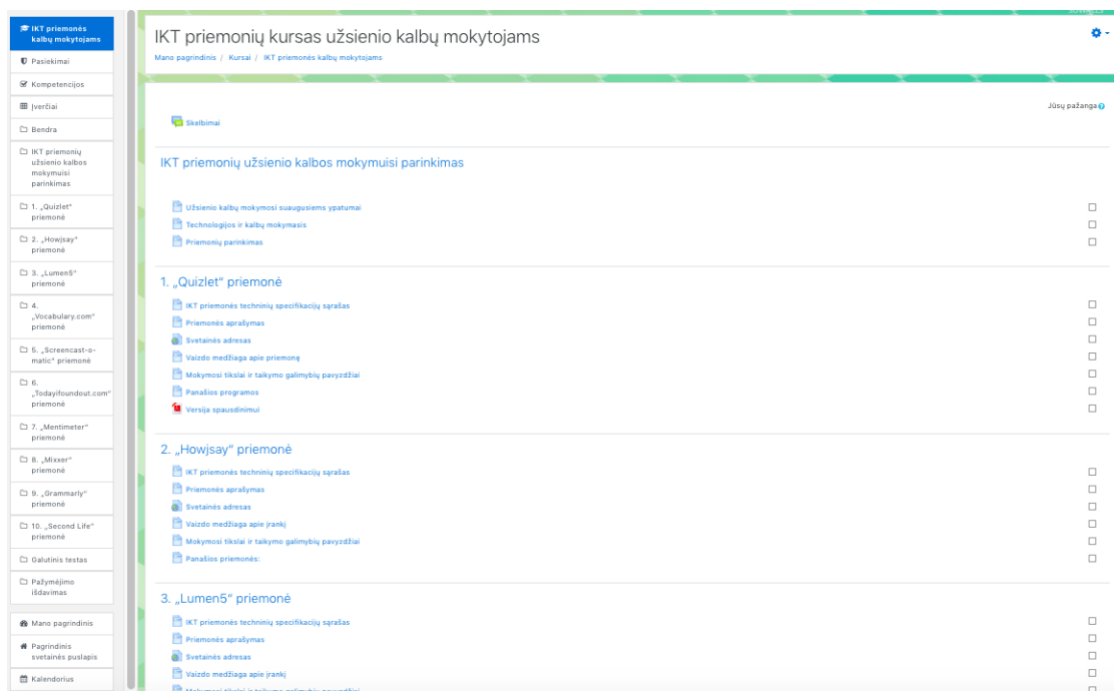 IKT priemonės
kalbų mokytojams
Pasiekimai
Kompetencijos
Įverčiai
Bendra
IKT priemonių
užsienio kalbos
mokymuisi
parinkimas
1. „Quizlet"
priemonė
2. „Howjsay"
priemonė
3. „Lumen5"
priemonė
4.
„Vocabulary.com"
priemonė
5. „Screencast-o-
matic" priemonė
6.
„Todayifoundout.com"
priemonė
7. „Mentimeter"
priemonė
8. „Mixxer"
priemonė
9. „Grammarly"
priemonė
10. „Second Life"
priemonė
Galutinis testas
Pažymėjimo
išdavimas
Mano pagrindinis
Pagrindinis
svetainės puslapis
Kalendorius
IKT priemonių kursas užsienio kalbų mokytojams
Mano pagrindinis / Kursai / IKT priemonės kalbų mokytojams
Jūsų pažanga
Skelbimai
IKT priemonių užsienio kalbos mokymuisi parinkimas
Užsienio kalbų mokymosi suaugusiems ypatumai
Technologijos ir kalbų mokymasis
Priemonių parinkimas
1. „Quizlet" priemonė
IKT priemonės techninių specifikacijų sąrašas
Priemonės aprašymas
Svetainės adresas
Vaizdo medžiaga apie priemonę
Mokymosi tikslai ir taikymo galimybių pavyzdžiai
Panašios programos
Versija spausdinimui
2. „Howjsay" priemonė
IKT priemonės techninių specifikacijų sąrašas
Priemonės aprašymas
Svetainės adresas
Vaizdo medžiaga apie įrankį
Mokymosi tikslai ir taikymo galimybių pavyzdžiai
Panašios priemonės:
3. „Lumen5" priemonė
IKT priemonės techninių specifikacijų sąrašas
Priemonės aprašymas
Svetainės adresas
Vaizdo medžiaga apie įrankį
Mokymosi tikslai ir taikymo galimybių pavyzdžiai